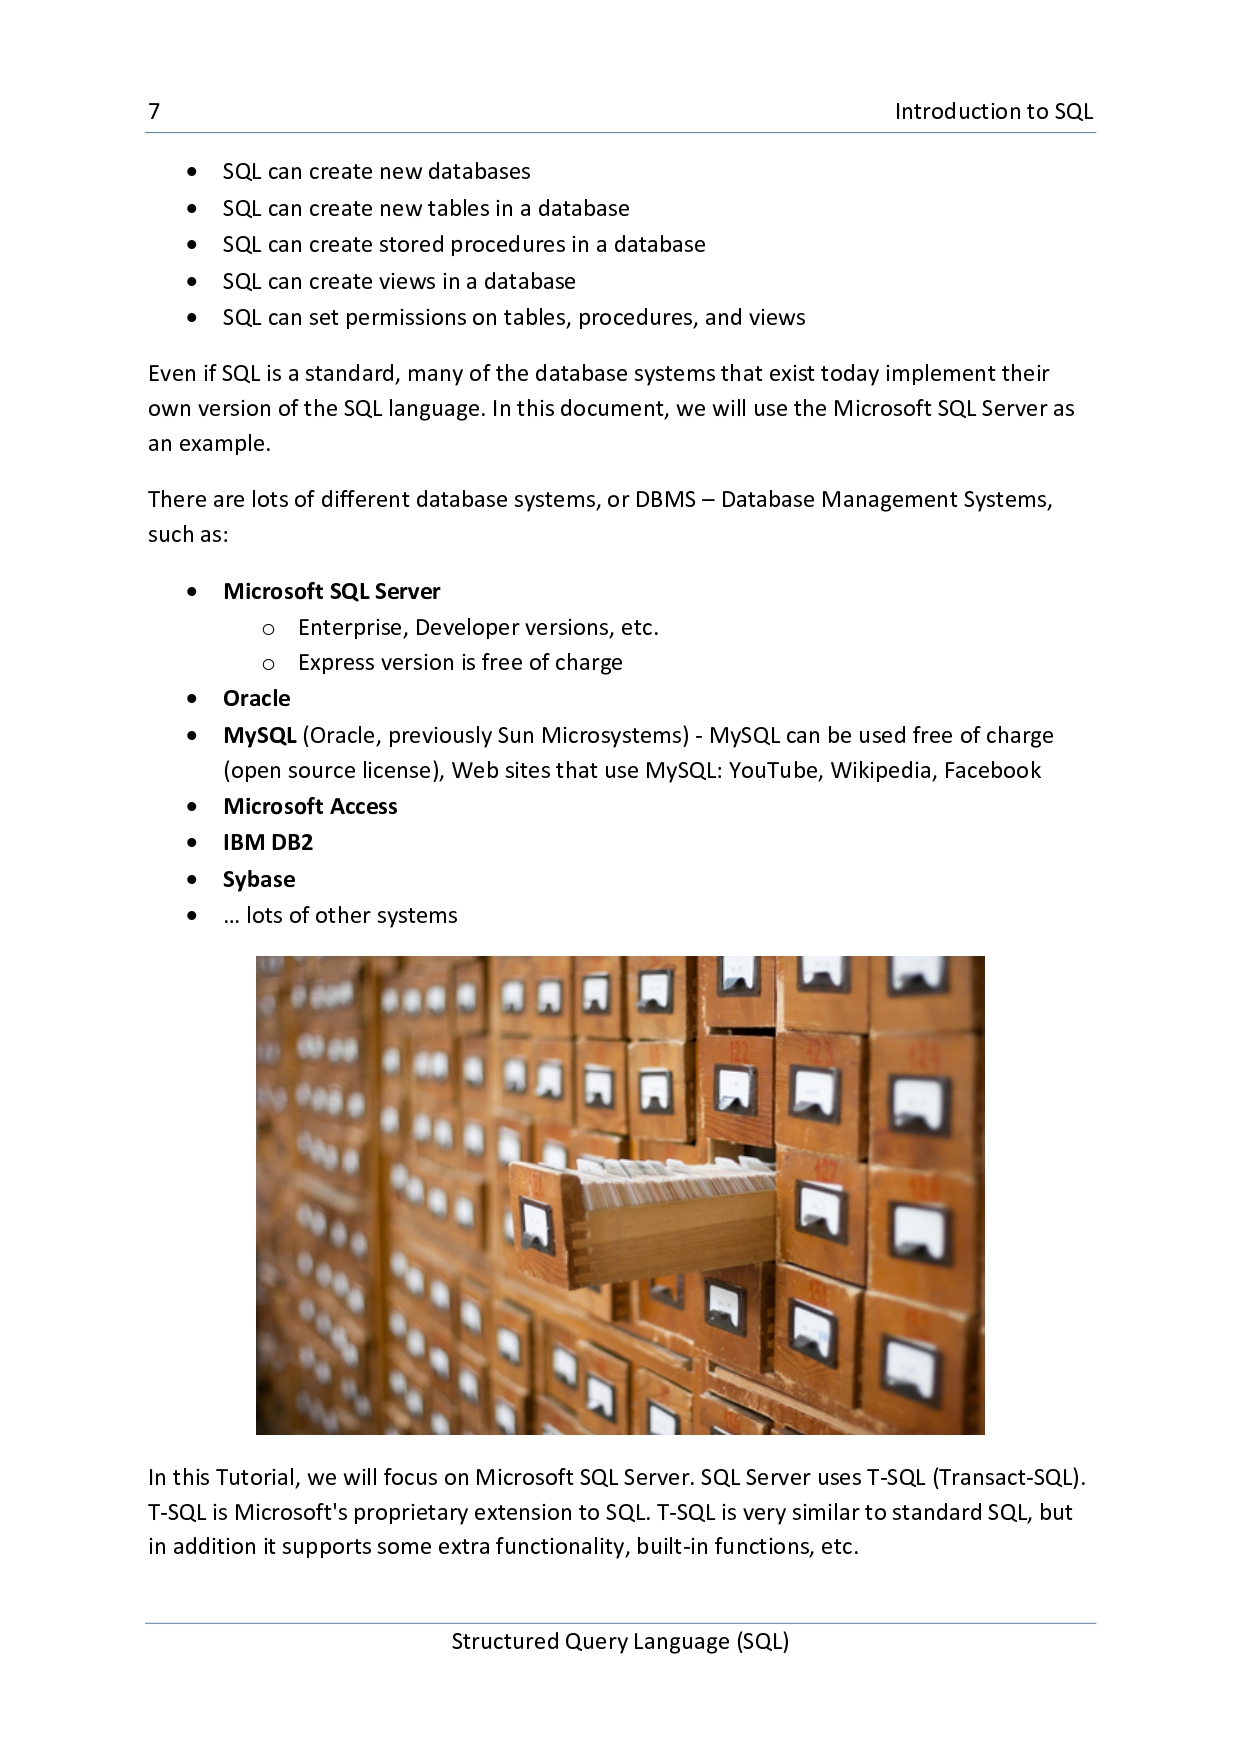 7 Introduction to SQL
• SQL can create new databases
• SQL can create new tables in a database
• SQL can create stored procedures in a database
• SQL can create views in a database
• SQL can set permissions on tables, procedures, and views
Even if SQL is a standard, many of the database systems that exist today implement their
own version of the SQL language. In this document, we will use the Microsoft SQL Server as
an example.
There are lots of different database systems, or DBMS – Database Management Systems,
such as:
• Microsoft SQL Server
o Enterprise, Developer versions, etc.
o Express version is free of charge
• Oracle
• MySQL (Oracle, previously Sun Microsystems) - MySQL can be used free of charge
(open source license), Web sites that use MySQL: YouTube, Wikipedia, Facebook
• Microsoft Access
• IBM DB2
• Sybase
• … lots of other systems
122 123
127
In this Tutorial, we will focus on Microsoft SQL Server. SQL Server uses T-SQL (Transact-SQL).
T-SQL is Microsoft's proprietary extension to SQL. T-SQL is very similar to standard SQL, but
in addition it supports some extra functionality, built-in functions, etc.
Structured Query Language (SQL)